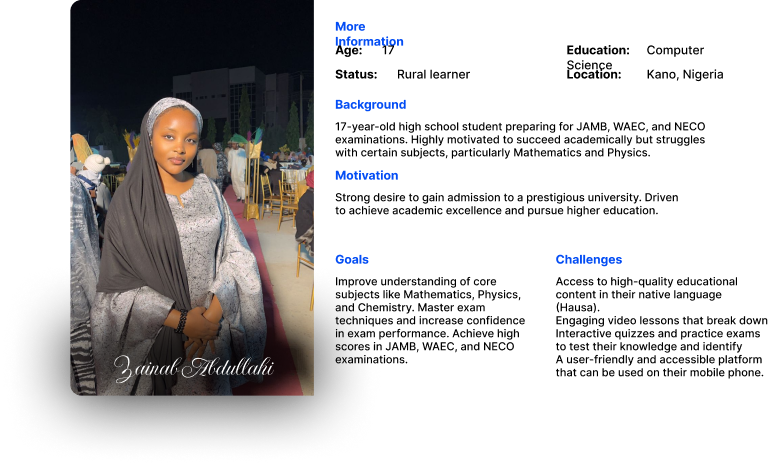 More
Information
Age: 17
Education: Computer
Science
Status: Rural learner
Location: Kano, Nigeria
Background
17-year-old high school student preparing for JAMB, WAEC, and NECO
examinations. Highly motivated to succeed academically but struggles
with certain subjects, particularly Mathematics and Physics.
Motivation
Strong desire to gain admission to a prestigious university. Driven
to achieve academic excellence and pursue higher education.
Goals
Improve understanding of core
subjects like Mathematics, Physics,
and Chemistry. Master exam
techniques and increase confidence
in exam performance. Achieve high
scores in JAMB, WAEC, and NECO
examinations.
Challenges
Access to high-quality educational
content in their native language
(Hausa).
Engaging video lessons that break down
Interactive quizzes and practice exams
to test their knowledge and identify
A user-friendly and accessible platform
that can be used on their mobile phone.
Zainab Abdullahi